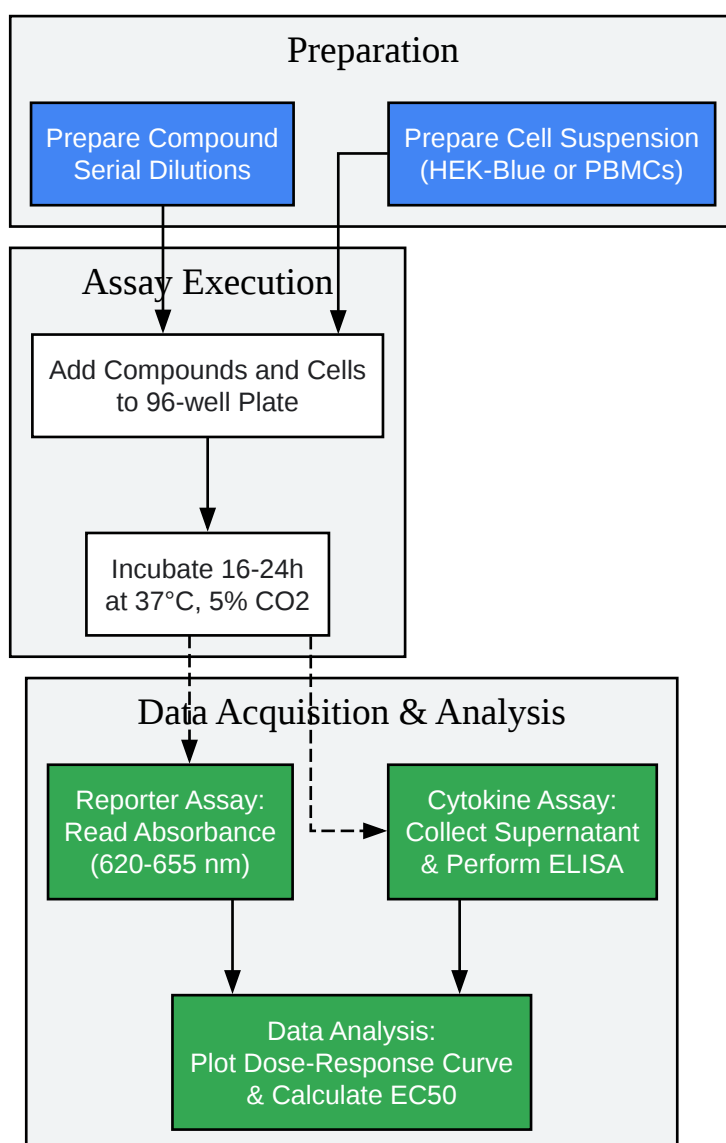 Preparation
Prepare Compound
Serial Dilutions
Prepare Cell Suspension
(HEK-Blue or PBMCs)
Assay Execution
Add Compounds and Cells
to 96-well Plate
Incubate 16-24h
at 37°C, 5% CO2
Data Acquisition & Analysis
Reporter Assay:
Read Absorbance
(620-655 nm)
Cytokine Assay:
Collect Supernatant
& Perform ELISA
Data Analysis:
Plot Dose-Response Curve
& Calculate EC50